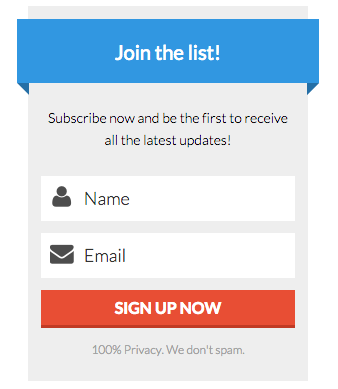 Join the list!
Subscribe now and be the first to receive
all the latest updates!
Name
Email
SIGN UP NOW
100% Privacy. We don't spam.